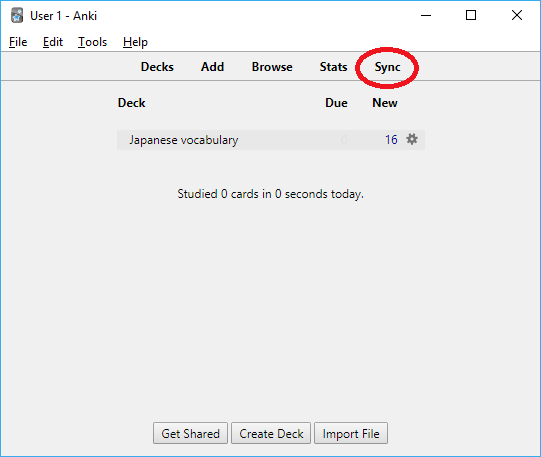 User 1 - Anki
File Edit Tools Help
Decks Add Browse Stats Sync
Deck Due New
Japanese vocabulary 16
Studied 0 cards in 0 seconds today.
Get Shared Create Deck Import File